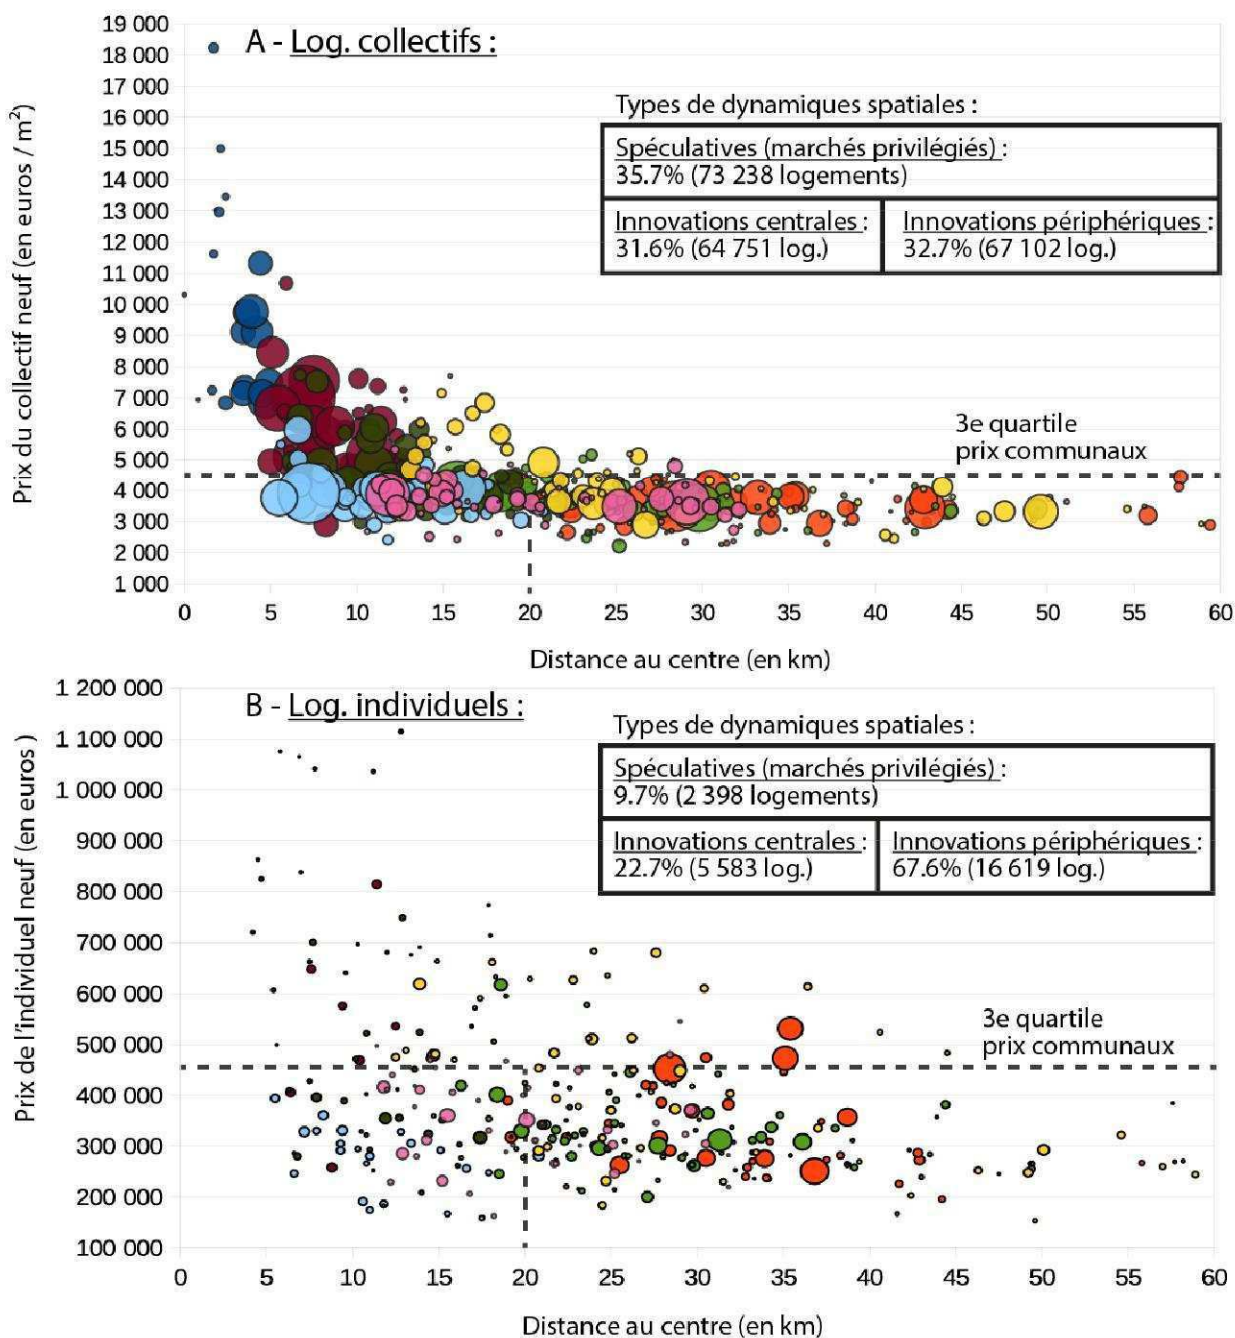 19 000
18 000
17 000
16 000
15 000
14 000
13 000
12 000
11 000
10 000
9 000
8 000
7 000
6 000
5 000
4 000
3 000
2 000
1 000
Prix du collectif neuf (en euros / m²)
A - Log. collectifs :
Types de dynamiques spatiales :
Spéculatives (marchés privilégiés) :
35.7% (73 238 logements)
Innovations centrales :
31.6% (64 751 log.)
Innovations périphériques :
32.7% (67 102 log.)
3e quartile
prix communaux
0 5 10 15 20 25 30 35 40 45 50 55 60
Distance au centre (en km)
1 200 000
1 100 000
1 000 000
900 000
800 000
700 000
600 000
500 000
400 000
300 000
200 000
100 000
Prix de l'individuel neuf (en euros )
B - Log. individuels :
Types de dynamiques spatiales :
Spéculatives (marchés privilégiés) :
9.7% (2 398 logements)
Innovations centrales :
22.7% (5 583 log.)
Innovations périphériques :
67.6% (16 619 log.)
3e quartile
prix communaux
0 5 10 15 20 25 30 35 40 45 50 55 60
Distance au centre (en km)